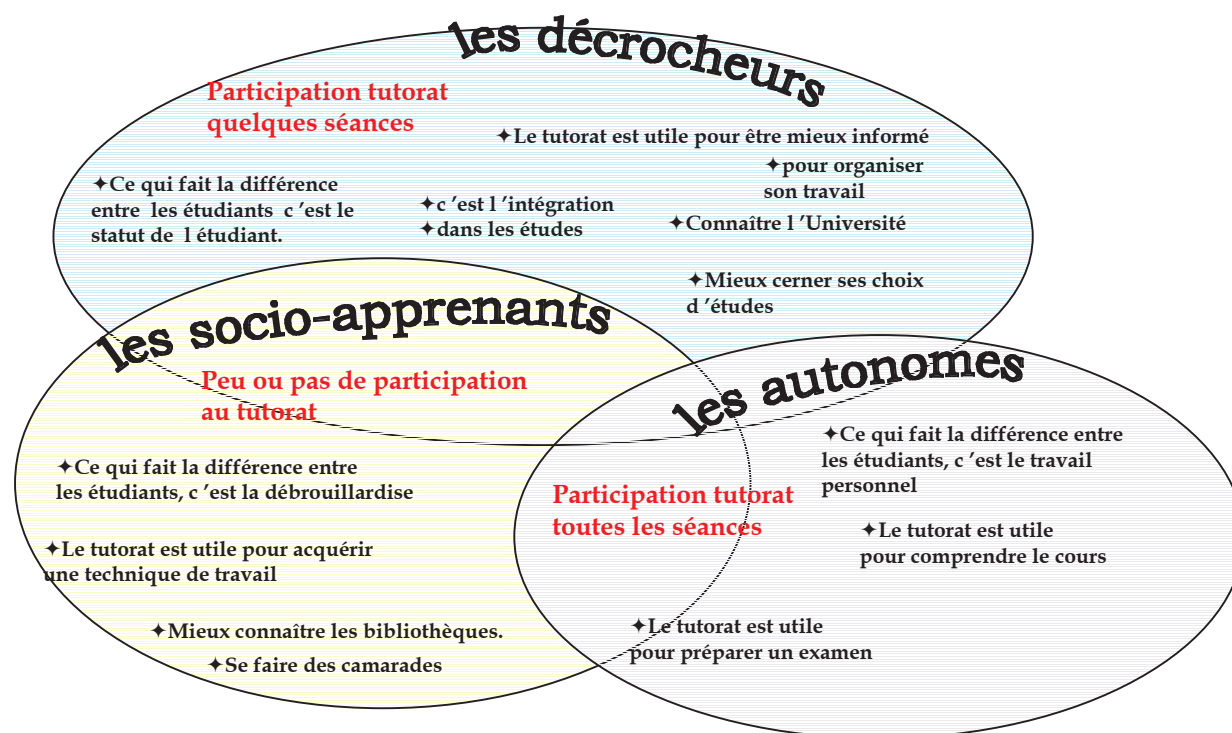 les décrocheurs
Participation tutorat
quelques séances
✦Le tutorat est utile pour être mieux informé
✦pour organiser
son travail
✦Ce qui fait la différence
entre les étudiants c ’est le
statut de l étudiant.
✦c ’est l ’intégration
✦dans les études
✦Connaître l ’Université
✦Mieux cerner ses choix
d ’études
les socio-apprenants
Peu ou pas de participation
au tutorat
✦Ce qui fait la différence entre
les étudiants, c ’est la débrouillardise
✦Le tutorat est utile pour acquérir
une technique de travail
✦Mieux connaître les bibliothèques.
✦Se faire des camarades
les autonomes
✦Ce qui fait la différence entre
les étudiants, c ’est le travail
personnel
Participation tutorat
toutes les séances
✦Le tutorat est utile
pour comprendre le cours
✦Le tutorat est utile
pour préparer un examen